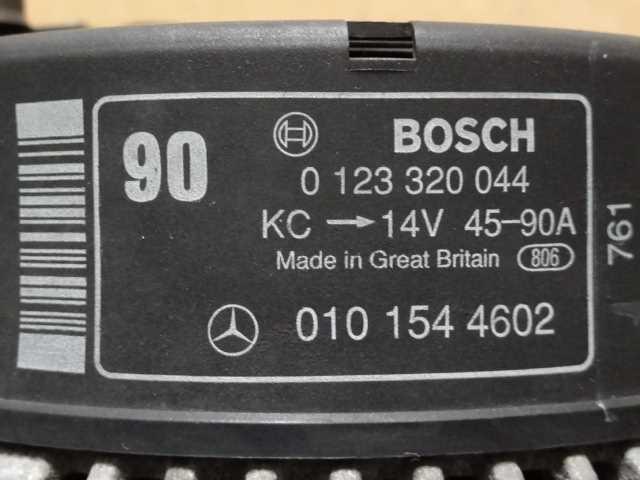 90
BOSCH
0 123 320 044
KC → 14V 45-90A
Made in Great Britain 806
010 154 4602
761